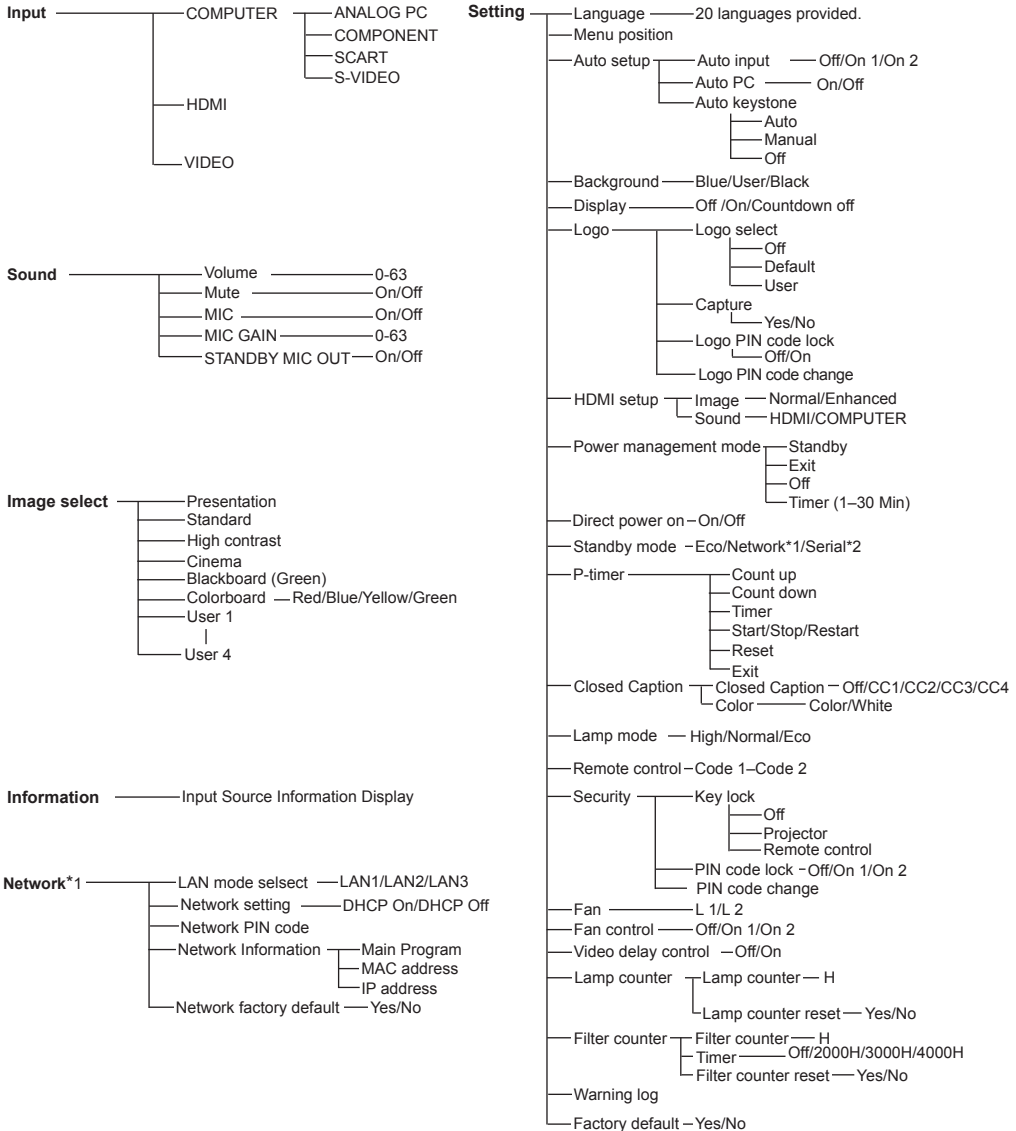 Input
COMPUTER
ANALOG PC
COMPONENT
SCART
S-VIDEO
HDMI
VIDEO
Sound
Volume 0-63
Mute On/Off
MIC On/Off
MIC GAIN 0-63
STANDBY MIC OUT On/Off
Image select
Presentation
Standard
High contrast
Cinema
Blackboard (Green)
Colorboard Red/Blue/Yellow/Green
User 1
User 4
Information Input Source Information Display
Network*1
LAN mode selsect LAN1/LAN2/LAN3
Network setting DHCP On/DHCP Off
Network PIN code
Network Information Main Program
MAC address
IP address
Network factory default Yes/No
Setting
Language 20 languages provided.
Menu position
Auto setup Auto input Off/On 1/On 2
Auto PC On/Off
Auto keystone
Auto
Manual
Off
Background Blue/User/Black
Display Off /On/Countdown off
Logo Logo select
Off
Default
User
Capture
Yes/No
Logo PIN code lock
Off/On
Logo PIN code change
HDMI setup Image Normal/Enhanced
Sound HDMI/COMPUTER
Power management mode Standby
Exit
Off
Timer (1–30 Min)
Direct power on On/Off
Standby mode Eco/Network*1/Serial*2
P-timer Count up
Count down
Timer
Start/Stop/Restart
Reset
Exit
Closed Caption Closed Caption Off/CC1/CC2/CC3/CC4
Color Color/White
Lamp mode High/Normal/Eco
Remote control Code 1–Code 2
Security Key lock
Off
Projector
Remote control
PIN code lock Off/On 1/On 2
PIN code change
Fan L 1/L 2
Fan control Off/On 1/On 2
Video delay control Off/On
Lamp counter Lamp counter H
Lamp counter reset Yes/No
Filter counter Filter counter H
Timer Off/2000H/3000H/4000H
Filter counter reset Yes/No
Warning log
Factory default Yes/No